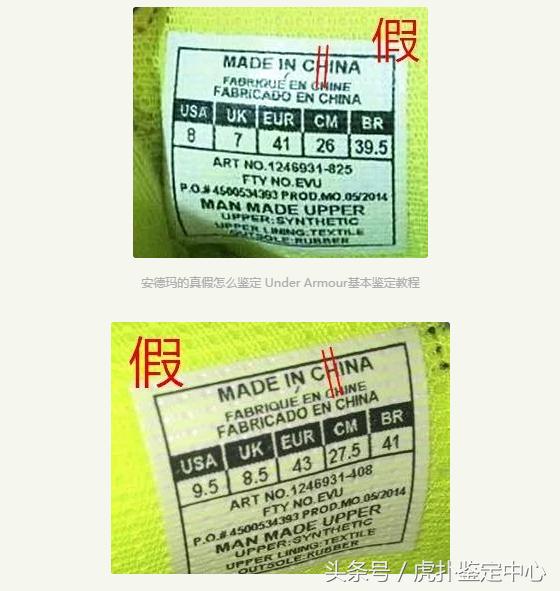 假
MADE IN CHINA
FABRIQUÉ EN CHINE
FABRICADO EN CHINA
USA UK EUR CM BR
8 7 41 26 39.5
ART NO.1246931-825
FTY NO.EVU
P.O.# 4500534393 PROD.MO.05/2014
MAN MADE UPPER
UPPER:SYNTHETIC
UPPER LINING:TEXTILE
OUTSOLE:RUBBER
安德玛的真假怎么鉴定 Under Armour基本鉴定教程
假
MADE IN CHINA
FABRIQUÉ EN CHINE
FABRICADO EN CHINA
USA UK EUR CM BR
9.5 8.5 43 27.5 41
ART NO.1246931-408
FTY NO.EVU
P.O.# 4500534393 PROD.MO.05/2014
MAN MADE UPPER
UPPER:SYNTHETIC
UPPER LINING:TEXTILE
OUTSOLE:RUBBER
头条号 / 虎扑鉴定中心